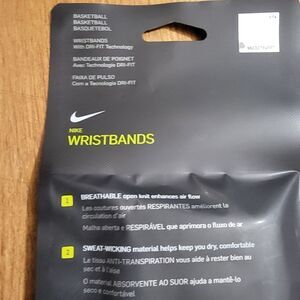 BASKETBALL
BASKETBALL
BASQUETEBOL
WRISTBANDS
With DRI-FIT Technology
BANDEAUX DE POIGNET
Avec Technologie DRI-FIT
FAIXA DE PULSO
Com a Tecnologia DRI-FIT
NIKE
WRISTBANDS
1 BREATHABLE open knit enhances air flow
Les coutures ouvertes RESPIRANTES améliorent la
circulation d'air
Malha aberta e RESPIRÁVEL que aprimora o fluxo de ar
2 SWEAT-WICKING material helps keep you dry, comfortable
Le tissu ANTI-TRANSPIRATION vous aide à rester bien au
sec et à l'aise
O material ABSORVENTE AO SUOR ajuda a mantê-lo
seco e confortável